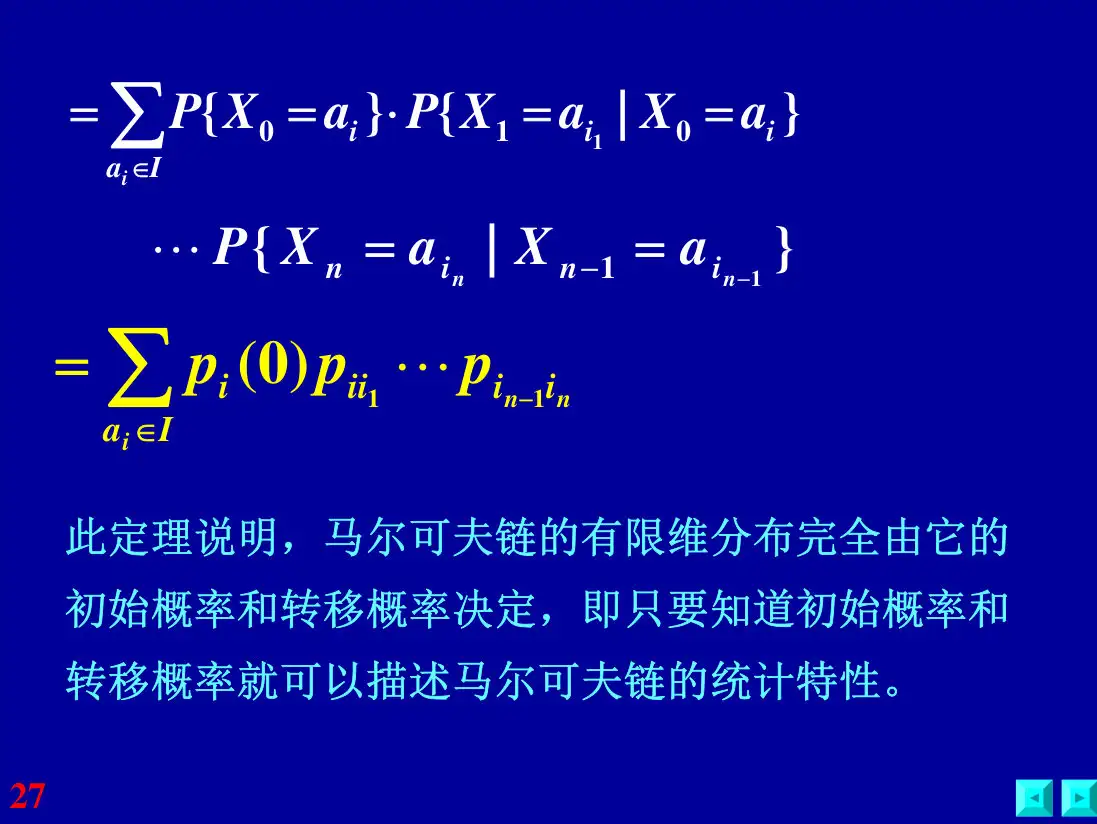 = ∑_{a_i∈I} P{X_0 = a_i} · P{X_1 = a_{i_1} | X_0 = a_i}
⋯ P{X_n = a_{i_n} | X_{n−1} = a_{i_{n−1}}}
= ∑_{a_i∈I} p_i(0) p_{ii_1} ⋯ p_{i_{n−1}i_n}
此定理说明，马尔可夫链的有限维分布完全由它的
初始概率和转移概率决定，即只要知道初始概率和
转移概率就可以描述马尔可夫链的统计特性。
27